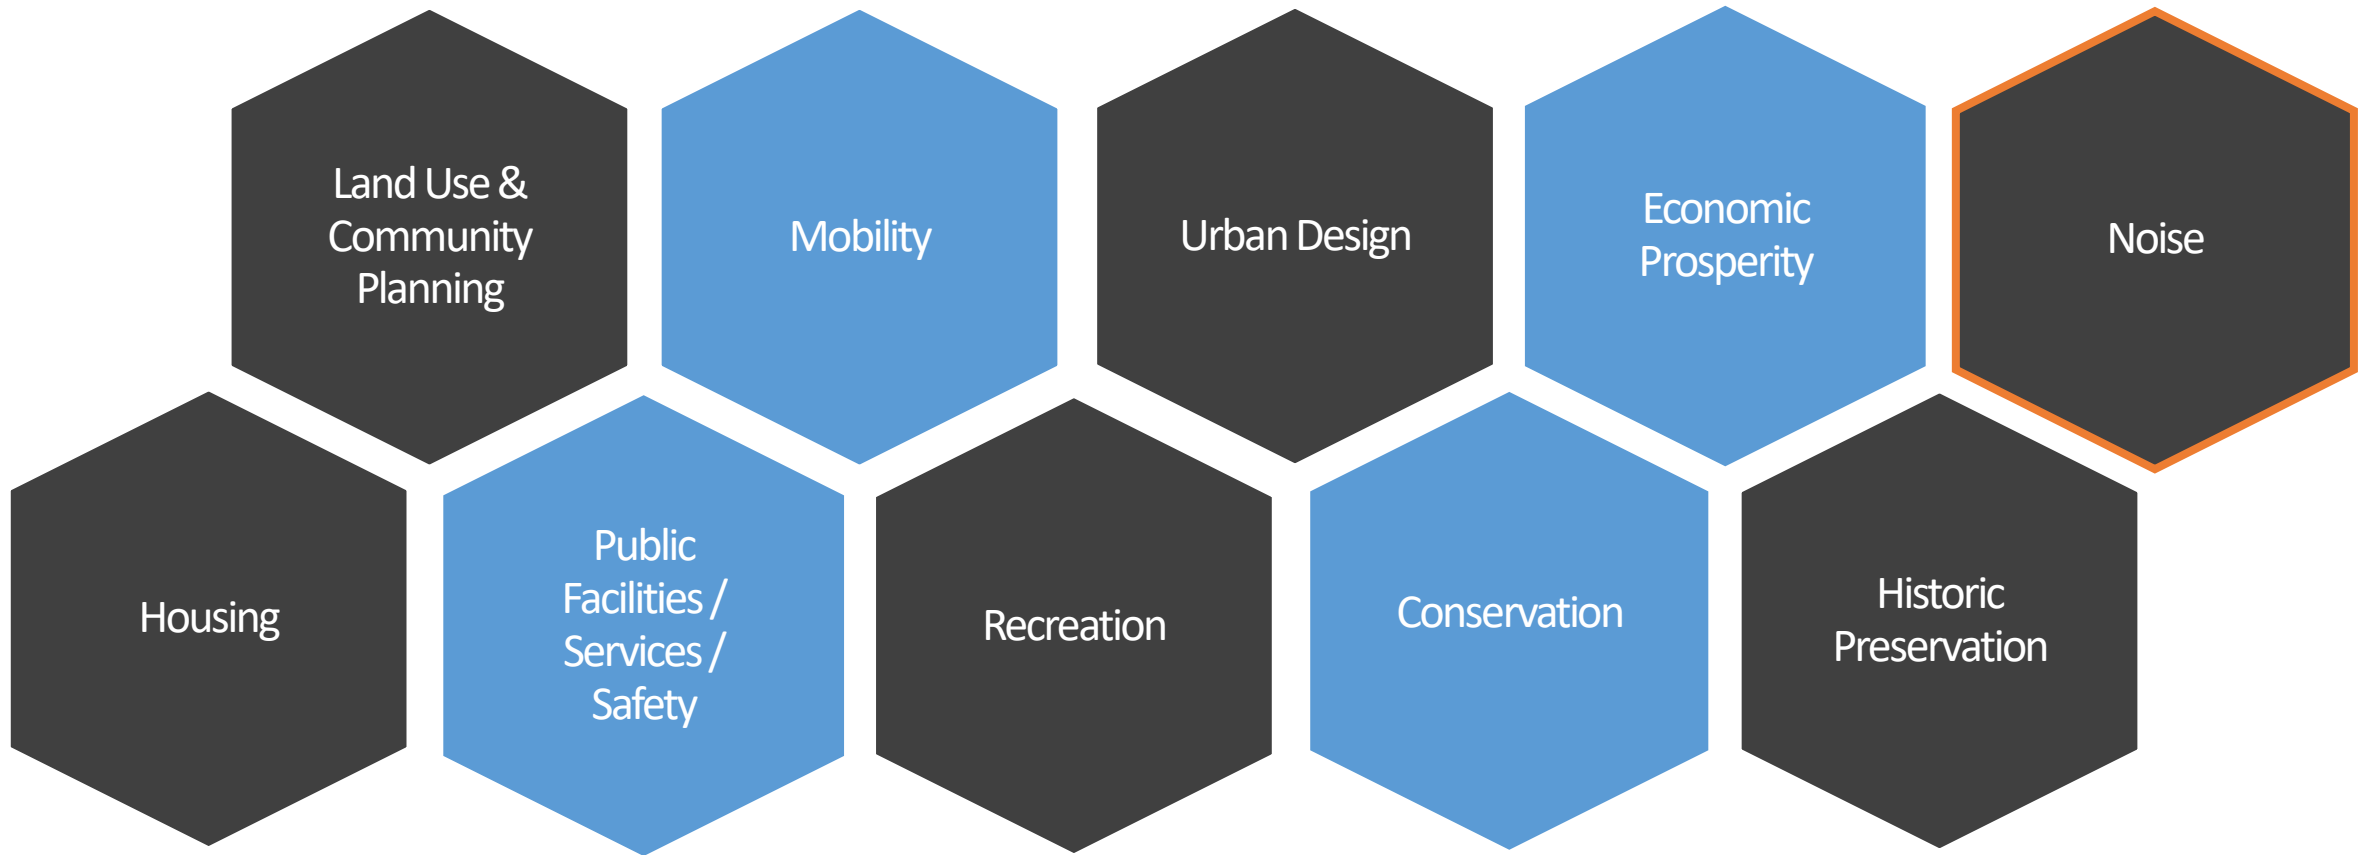 Land Use &
Community
Planning
Mobility
Urban Design
Economic
Prosperity
Noise
Housing
Public
Facilities /
Services /
Safety
Recreation
Conservation
Historic
Preservation